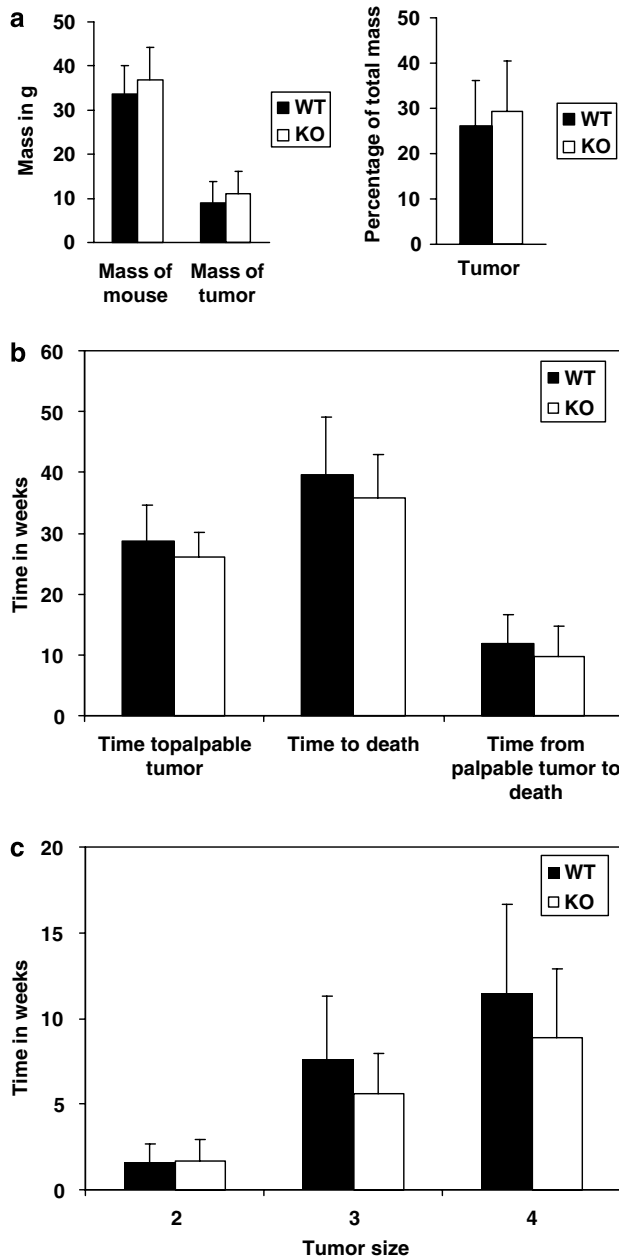 a
50
40
30
20
10
0
Mass in g
WT
KO
Mass of mouse
Mass of tumor
50
40
30
20
10
0
Percentage of total mass
WT
KO
Tumor
b
60
50
40
30
20
10
0
Time in weeks
WT
KO
Time topalpable
tumor
Time to death
Time from
palpable tumor to
death
c
20
15
10
5
0
Time in weeks
WT
KO
2 3 4
Tumor size